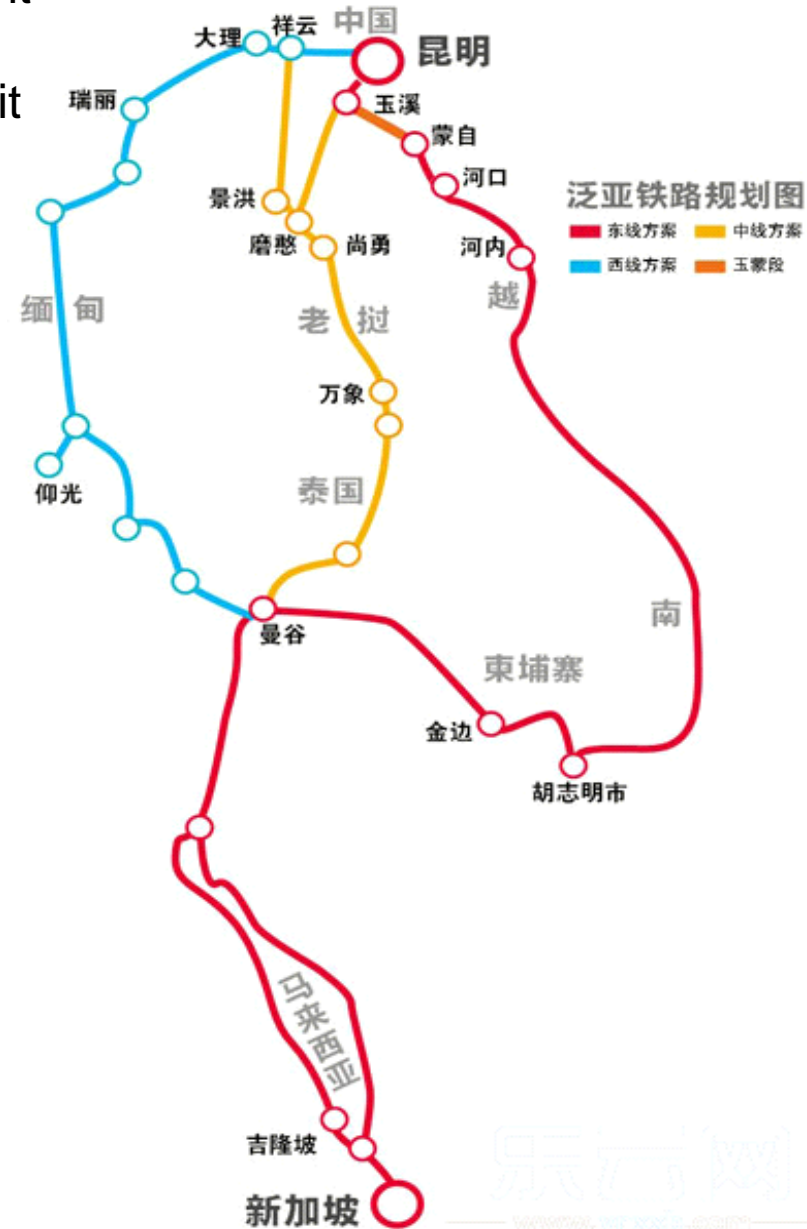 it
it
中国
祥云
大理
昆明
瑞丽
玉溪
蒙自
河口
景洪
泛亚铁路规划图
东线方案
中线方案
西线方案
玉蒙段
磨憨
尚勇
河内
缅甸
老挝
越
万象
仰光
泰国
曼谷
南
柬埔寨
金边
胡志明市
马来西亚
吉隆坡
新加坡